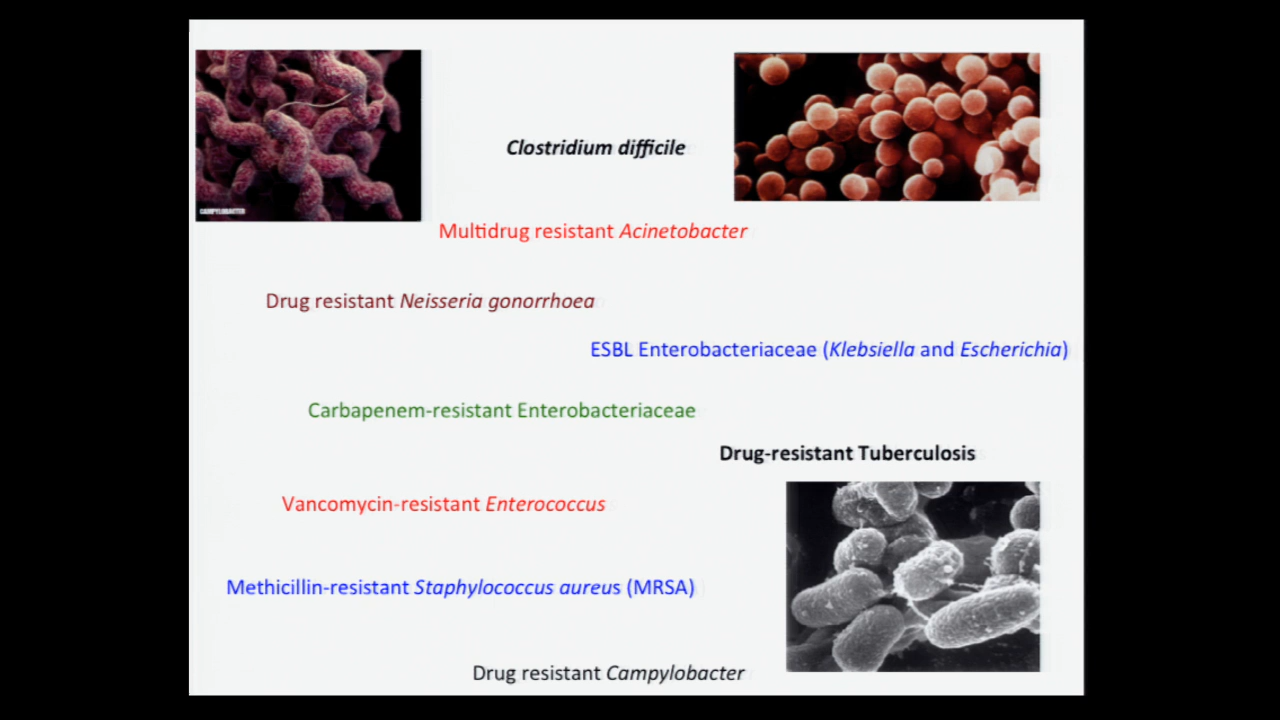 CAMPYLOBACTER
Clostridium difficile
Multidrug resistant Acinetobacter
Drug resistant Neisseria gonorrhoea
ESBL Enterobacteriaceae (Klebsiella and Escherichia)
Carbapenem-resistant Enterobacteriaceae
Drug-resistant Tuberculosis
Vancomycin-resistant Enterococcus
Methicillin-resistant Staphylococcus aureus (MRSA)
Drug resistant Campylobacter